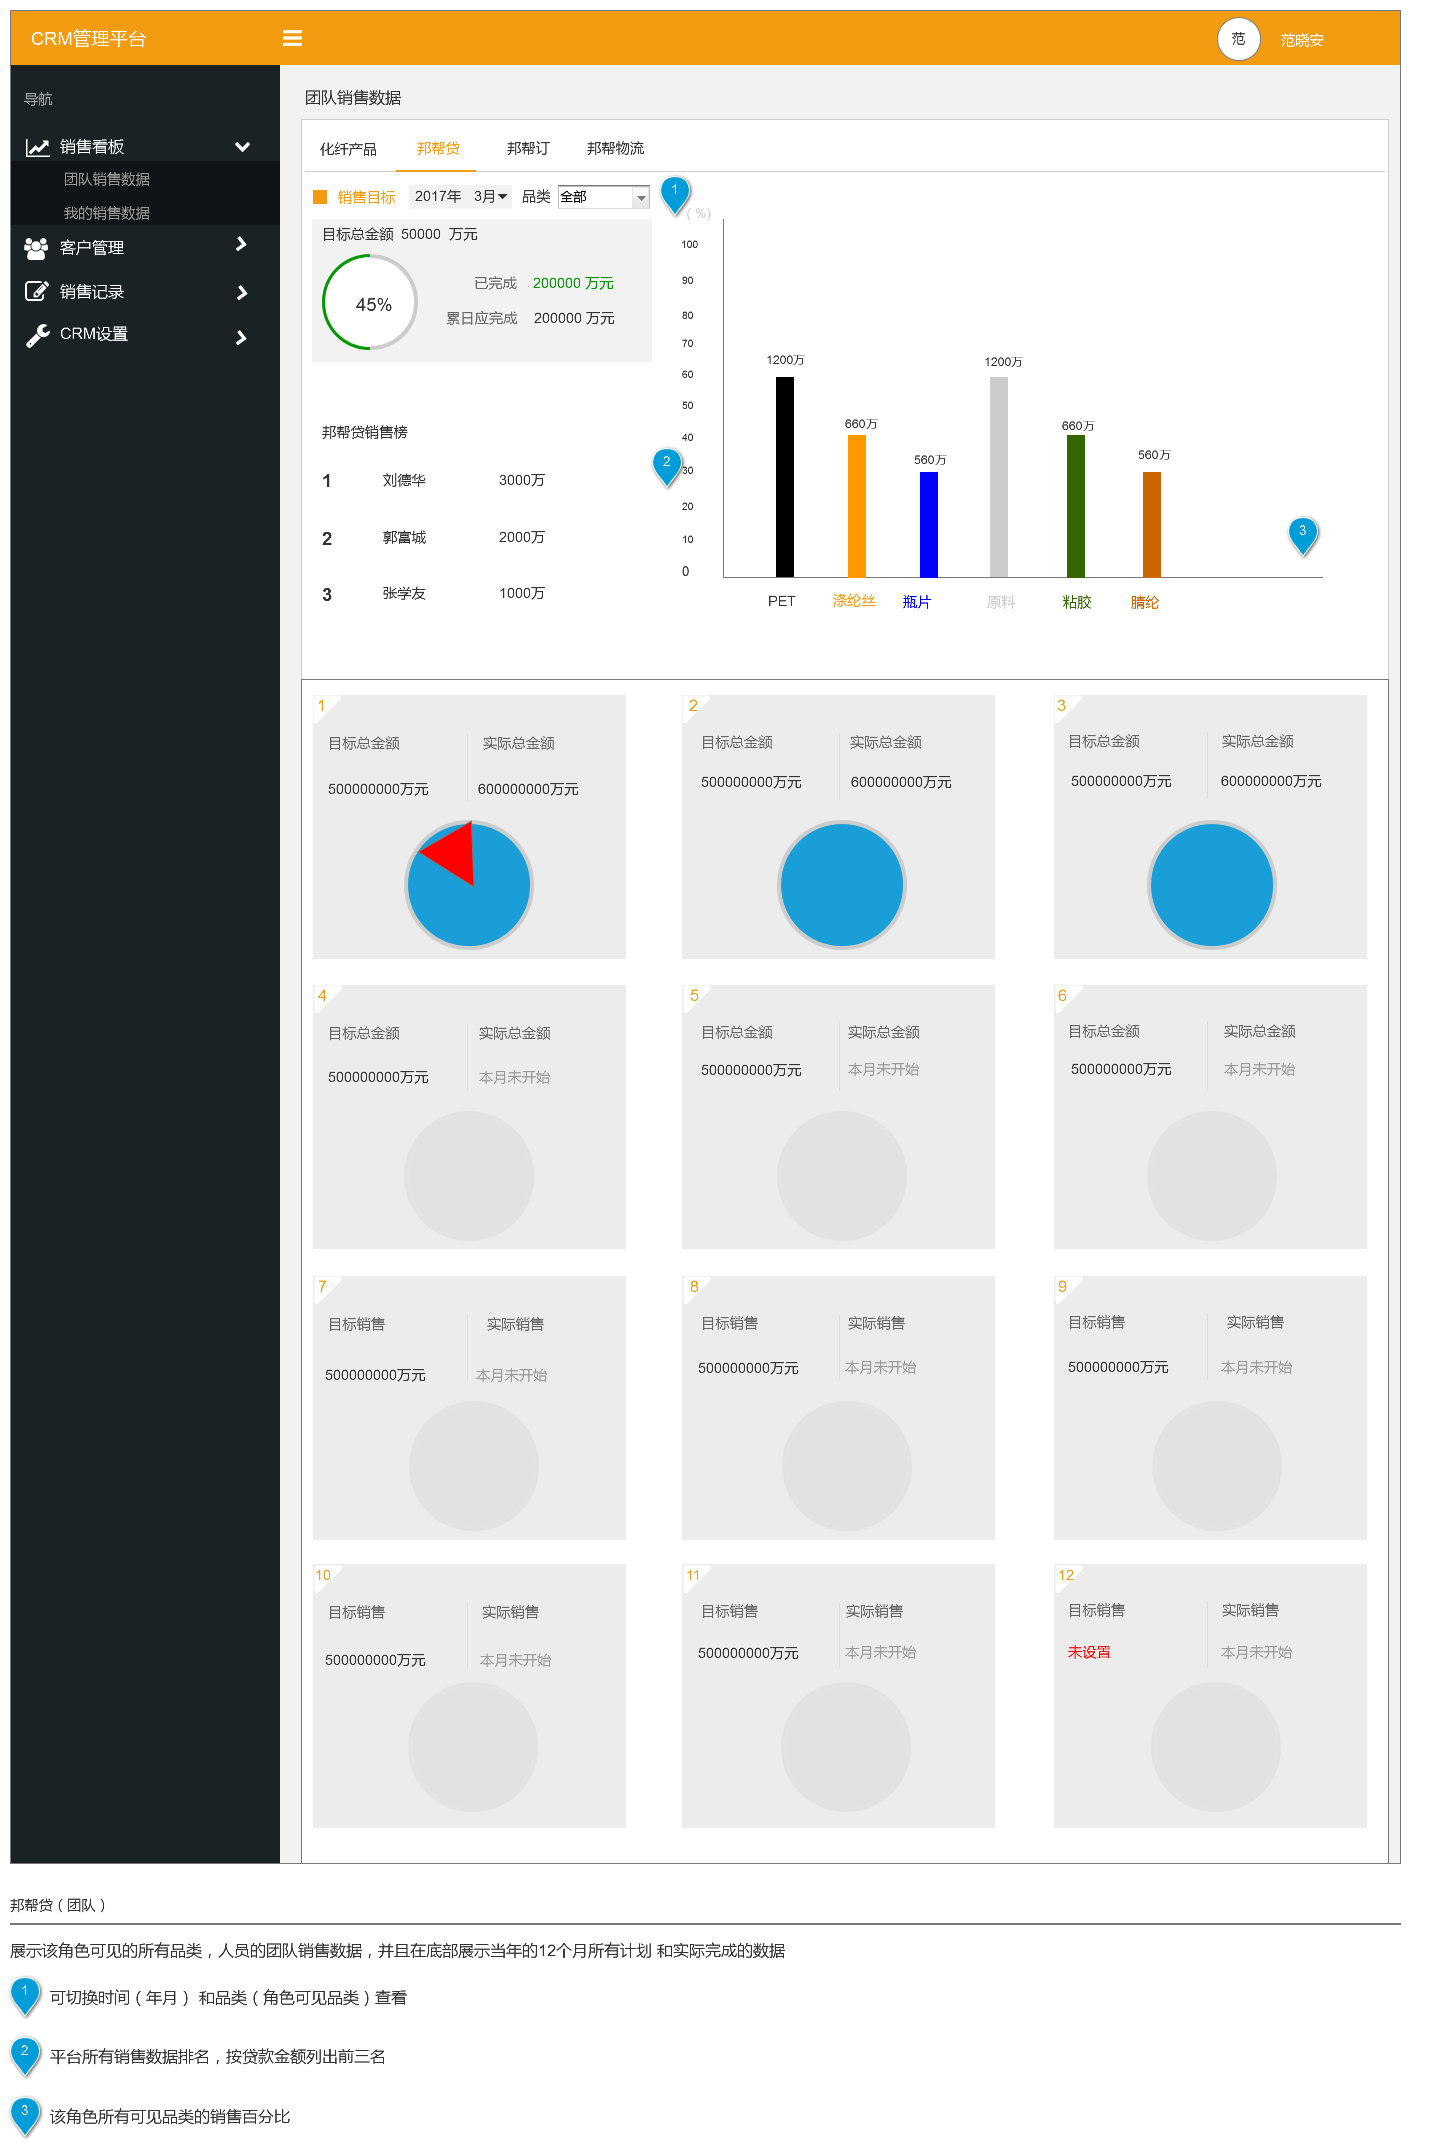 CRM管理平台
范
范晓安
导航
销售看板
团队销售数据
我的销售数据
客户管理
销售记录
CRM设置
团队销售数据
化纤产品 邦帮贷 邦帮订 邦帮物流
销售目标 2017年 3月 品类 全部
1
目标总金额 50000 万元
45%
已完成 200000 万元
累日应完成 200000 万元
邦帮贷销售榜
1 刘德华 3000万
2 郭富城 2000万
3 张学友 1000万
2
( %)
100
90
80
70
60
50
40
30
20
10
0
1200万
660万
560万
1200万
660万
560万
3
PET 涤纶丝 瓶片 原料 粘胶 腈纶
1
目标总金额 实际总金额
500000000万元 600000000万元
2
目标总金额 实际总金额
500000000万元 600000000万元
3
目标总金额 实际总金额
500000000万元 600000000万元
4
目标总金额 实际总金额
500000000万元 本月未开始
5
目标总金额 实际总金额
500000000万元 本月未开始
6
目标总金额 实际总金额
500000000万元 本月未开始
7
目标销售 实际销售
500000000万元 本月未开始
8
目标销售 实际销售
500000000万元 本月未开始
9
目标销售 实际销售
500000000万元 本月未开始
10
目标销售 实际销售
500000000万元 本月未开始
11
目标销售 实际销售
500000000万元 本月未开始
12
目标销售 实际销售
未设置 本月未开始
邦帮贷（团队）
展示该角色可见的所有品类，人员的团队销售数据，并且在底部展示当年的12个月所有计划 和实际完成的数据
1 可切换时间（年月） 和品类（角色可见品类）查看
2 平台所有销售数据排名，按贷款金额列出前三名
3 该角色所有可见品类的销售百分比